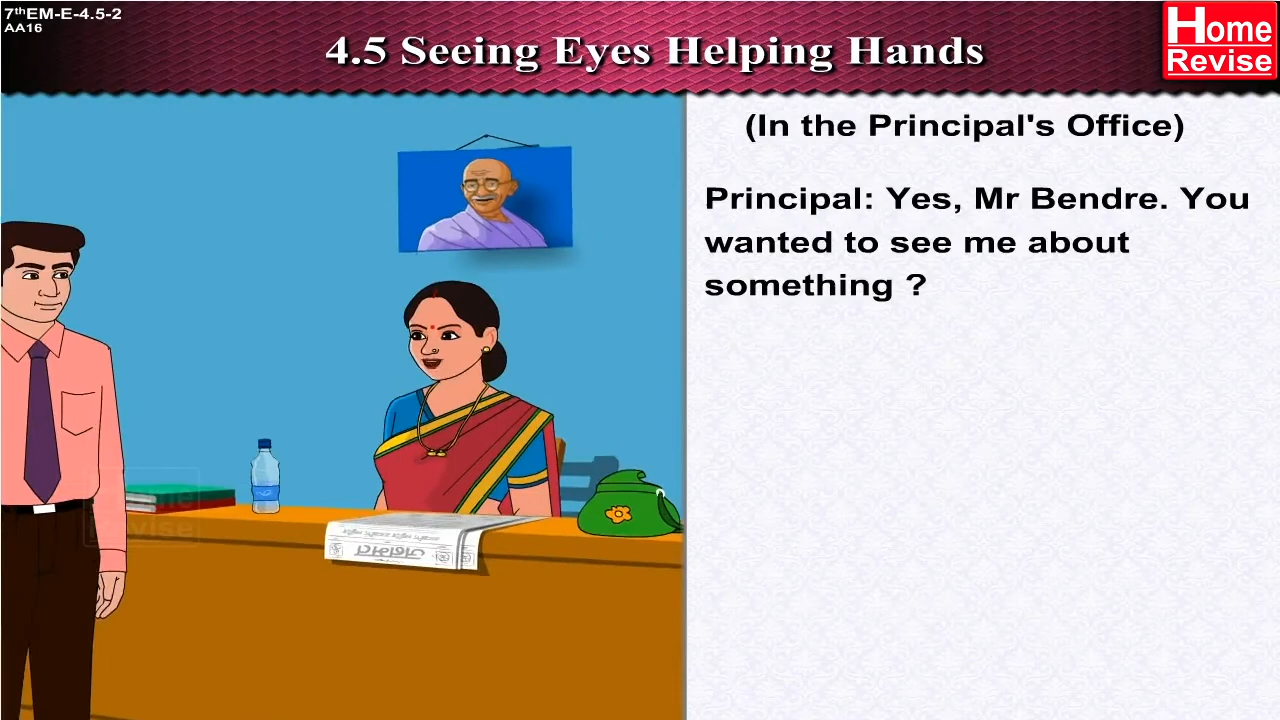 7thEM-E-4.5-2
AA16
4.5 Seeing Eyes Helping Hands
Home
Revise
(In the Principal's Office)
Principal: Yes, Mr Bendre. You
wanted to see me about
something ?